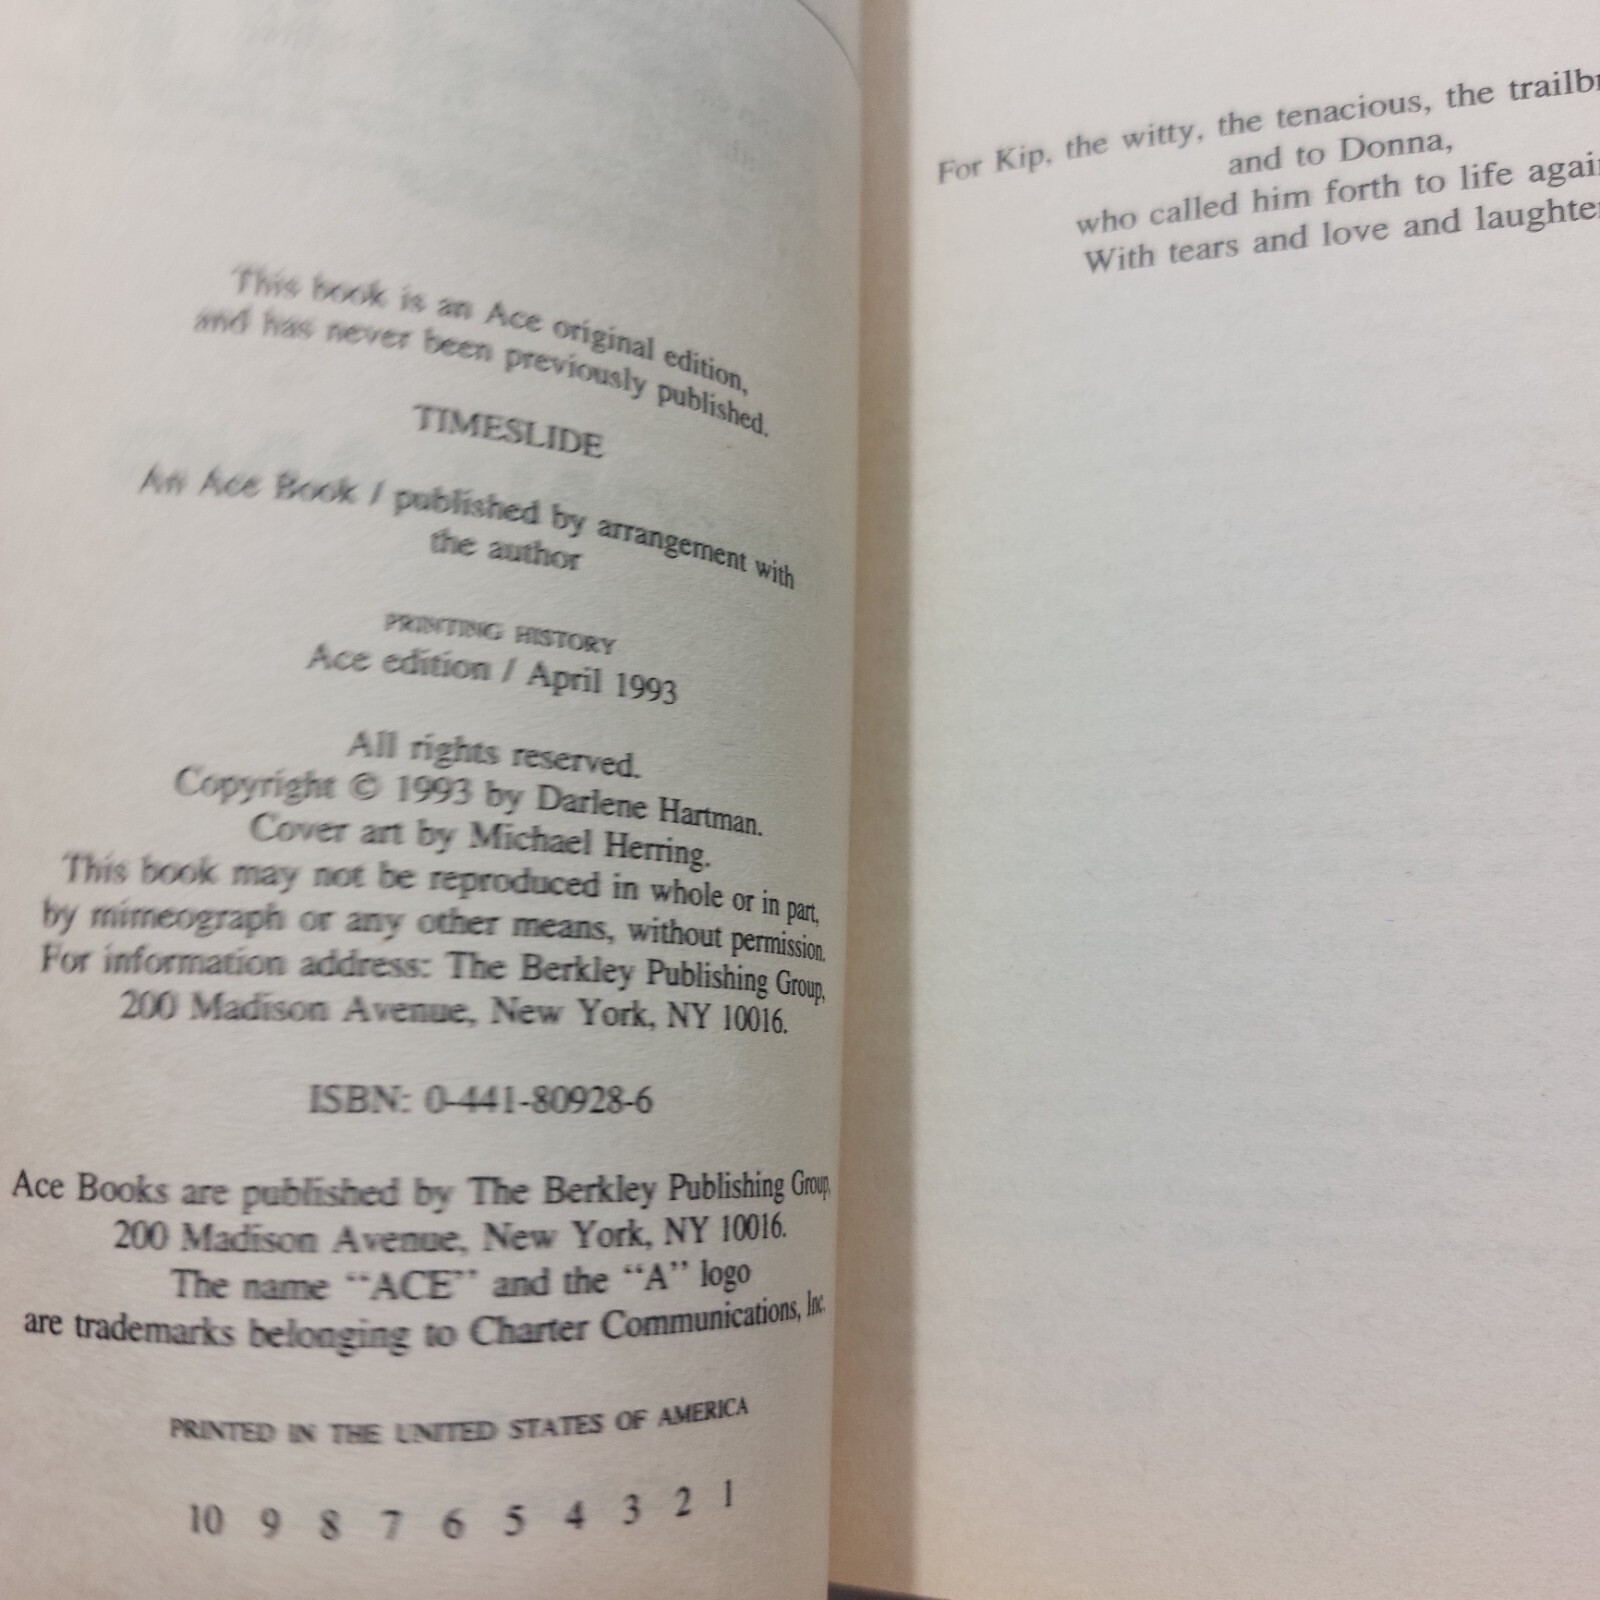 This book is an Ace original edition,
and has never been previously published.
TIMESLIDE
An Ace Book / published by arrangement with
the author
PRINTING HISTORY
Ace edition / April 1993
All rights reserved.
Copyright © 1993 by Darlene Hartman.
Cover art by Michael Herring.
This book may not be reproduced in whole or in part,
by mimeograph or any other means, without permission.
For information address: The Berkley Publishing Group,
200 Madison Avenue, New York, NY 10016.
ISBN: 0-441-80928-6
Ace Books are published by The Berkley Publishing Group,
200 Madison Avenue, New York, NY 10016.
The name "ACE" and the "A" logo
are trademarks belonging to Charter Communications, Inc.
PRINTED IN THE UNITED STATES OF AMERICA
10 9 8 7 6 5 4 3 2 1
For Kip, the witty, the tenacious, the
and to Donna,
who called him forth to life
With tears and love and